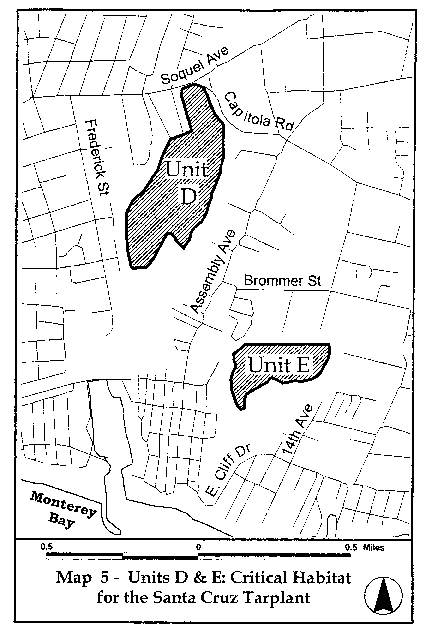 Soquel Ave
Capitola Rd
Frederick St
Unit
D
Assembly Ave
Brommer St
Unit E
14th Ave
E. Cliff Dr
Monterey
Bay
0.5 0 0.5 Miles
Map 5 - Units D & E: Critical Habitat
for the Santa Cruz Tarplant